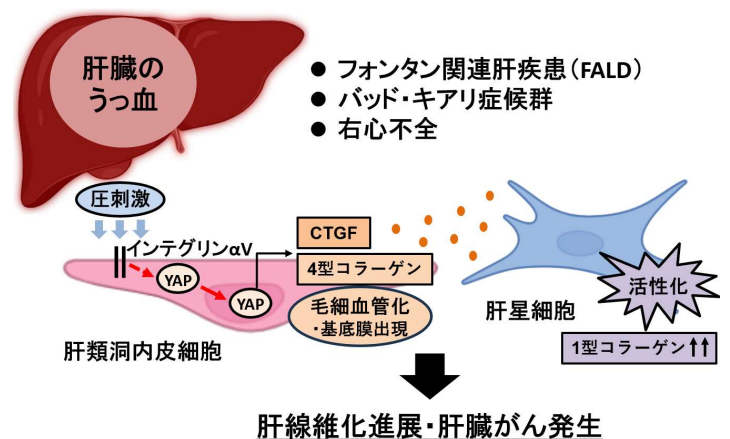 肝臓の
うっ血
● フォンタン関連肝疾患（FALD）
● バッド・キアリ症候群
● 右心不全
圧刺激
インテグリンαV
YAP
YAP
CTGF
4型コラーゲン
毛細血管化
・基底膜出現
肝類洞内皮細胞
肝星細胞
活性化
1型コラーゲン⬆⬆
肝線維化進展・肝臓がん発生